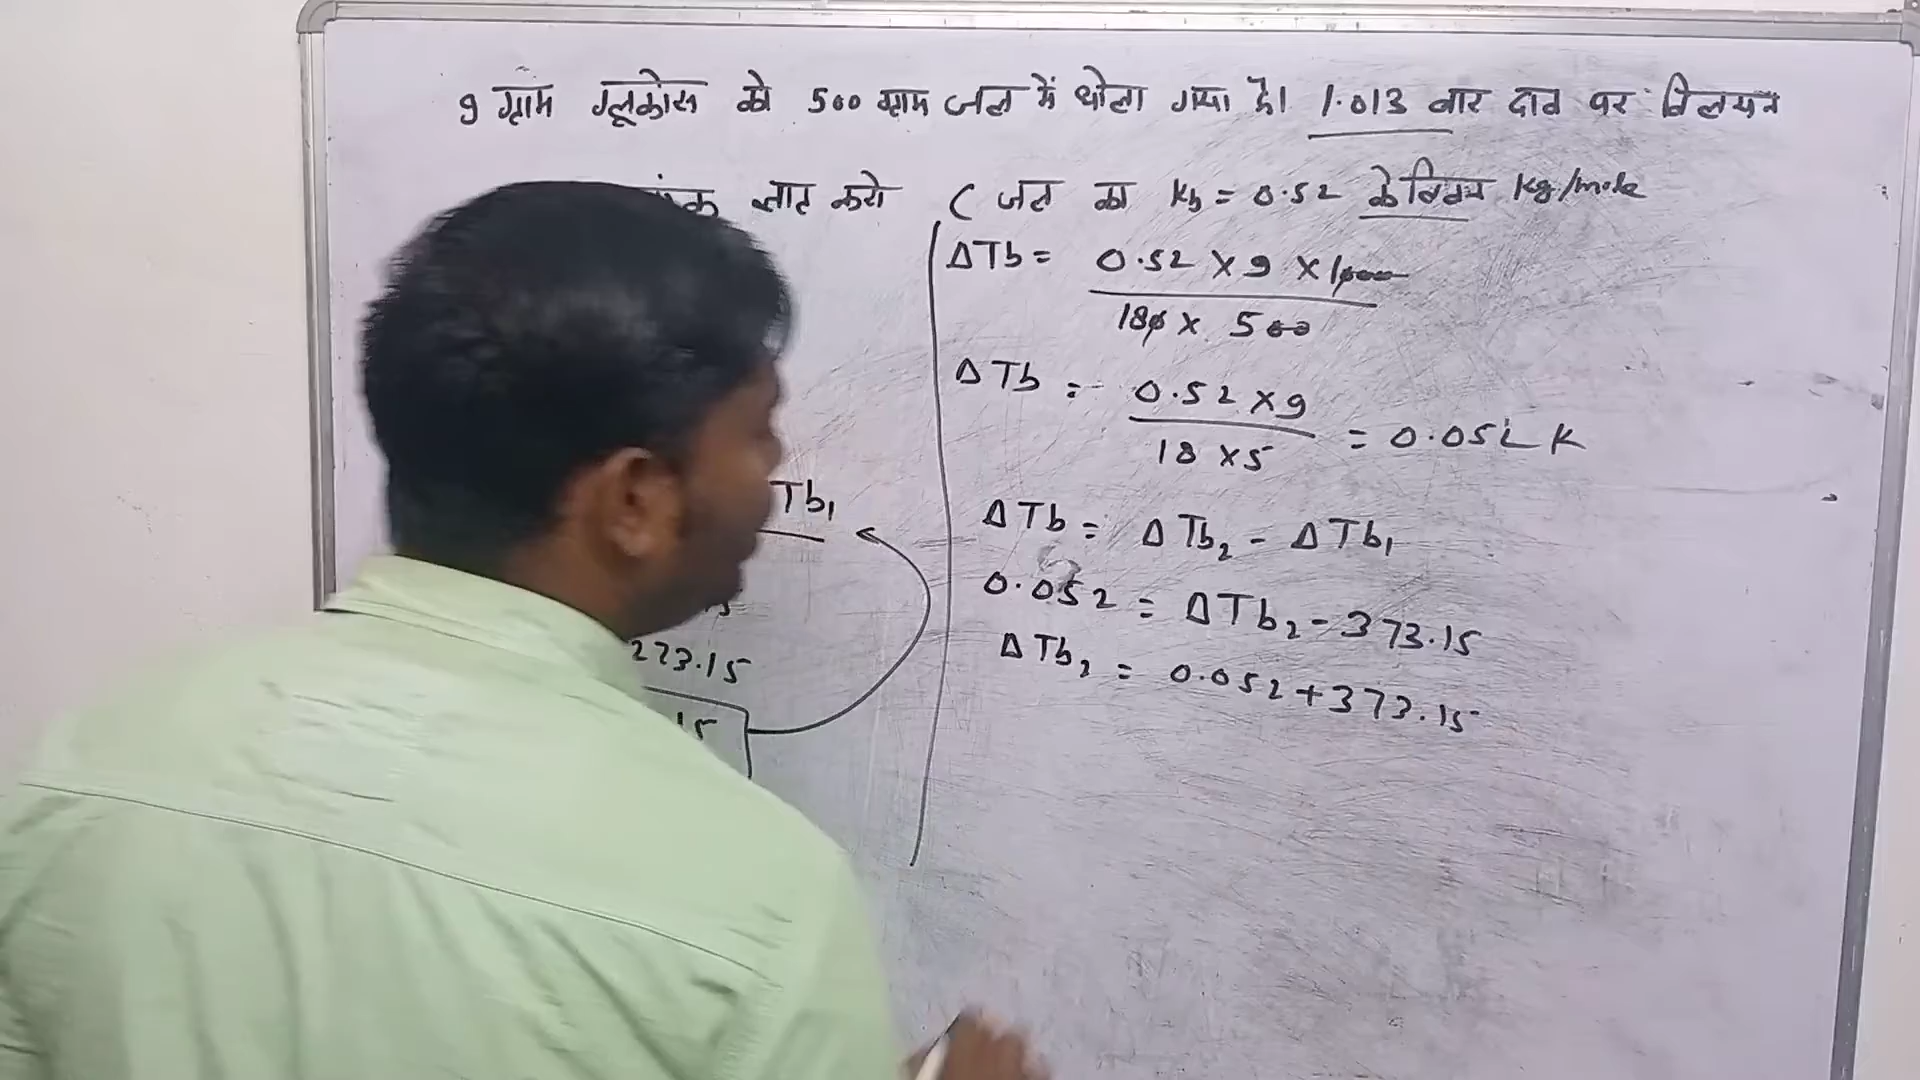 9 ग्राम ग्लूकोस को 500 ग्राम जल में घोला गया है। 1.013 बार दाब पर विलयन
ज्ञात करो ( जल का Kb = 0.52 केल्विन Kg/mole
Tb1
273.15
15
ΔTb = 0.52 × 9 × 1000
180 × 500
ΔTb = 0.52 × 9
18 × 5
= 0.052 K
ΔTb = ΔTb2 - ΔTb1
0.052 = ΔTb2 - 373.15
ΔTb2 = 0.052 + 373.15